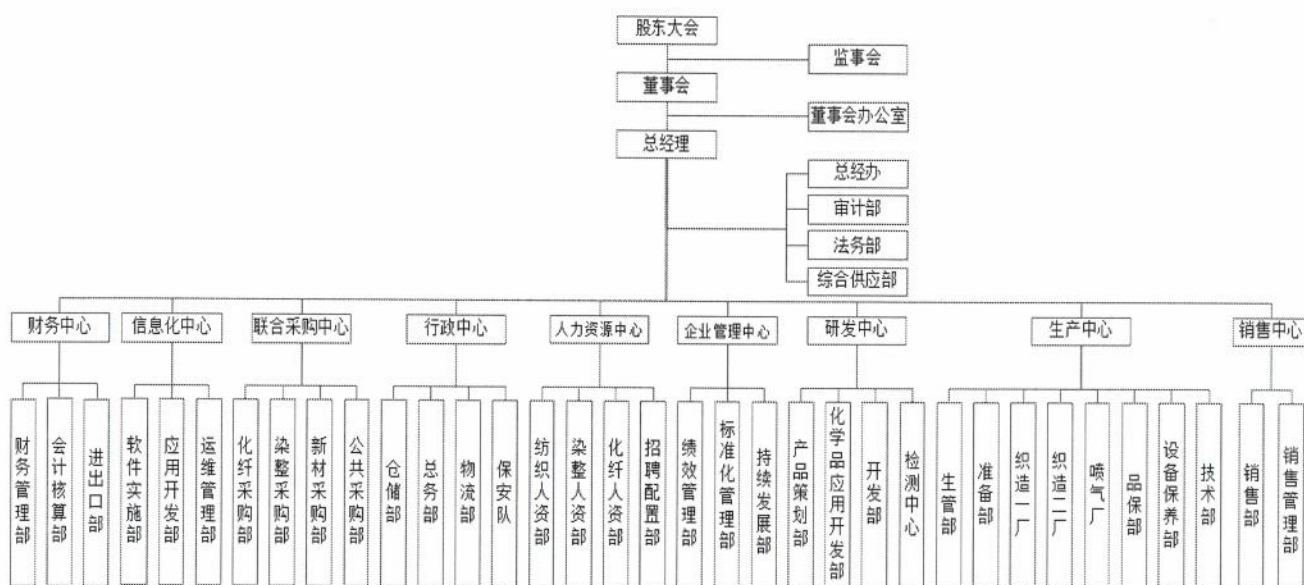 股东大会
监事会
董事会
董事会办公室
总经理
总经办
审计部
法务部
综合供应部
财务中心
信息化中心
联合采购中心
行政中心
人力资源中心
企业管理中心
研发中心
生产中心
销售中心
财务管理部
会计核算部
进出口部
软件实施部
应用开发部
运维管理部
化纤采购部
染整采购部
新材采购部
公共采购部
仓储部
总务部
物流部
保安队
纺织人资部
染整人资部
化纤人资部
招聘配置部
绩效管理部
标准化管理部
持续发展部
产品策划部
化学品应用开发部
开发部
检测中心
生管部
准备部
织造一厂
织造二厂
喷气厂
品保部
设备保养部
技术部
销售部
销售管理部